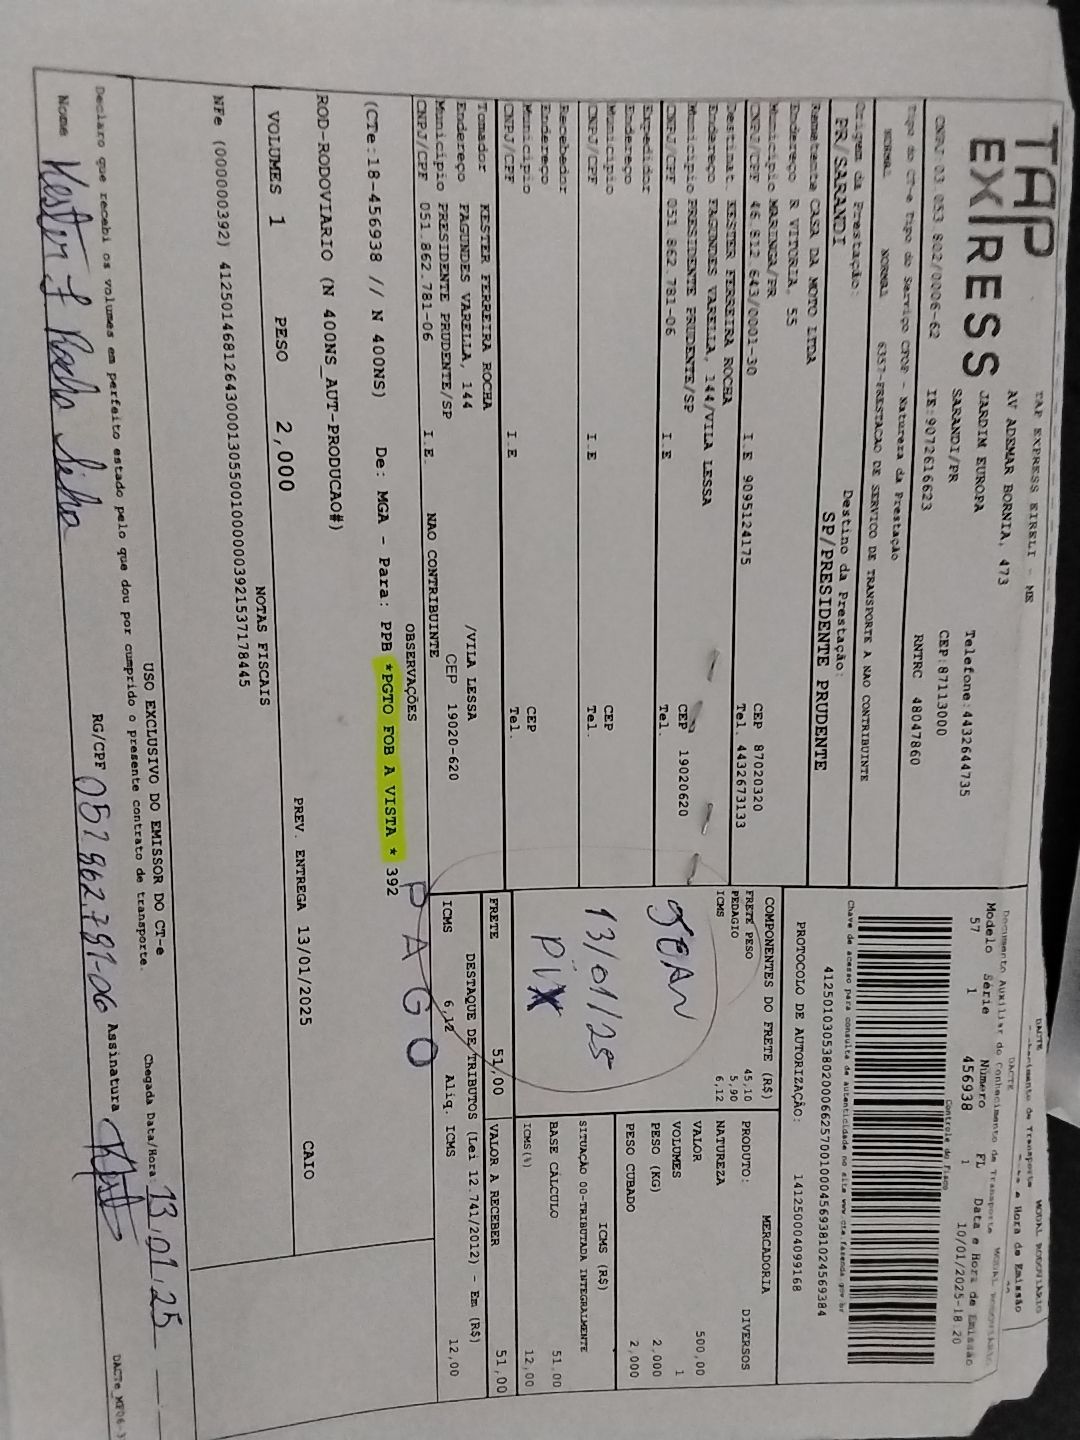 TAP EXPRESS
TAP EXPRESS EIRELI - ME
AV ADEMAR BORNIA, 473
JARDIM EUROPA
SARANDI/PR
Telefone:4432644735
CEP:87113000
CNPJ 03 053 802/0006-62
IE:9072616623
RNTRC 48047860
Tipo do CT-e Tipo do Serviço CFOP - Natureza da Prestação
NORMAL NORMAL 6357-PRESTACAO DE SERVICO DE TRANSPORTE A NAO CONTRIBUINTE
Origem da Prestação:
PR/SARANDI
Destino da Prestação:
SP/PRESIDENTE PRUDENTE
Remetente CASA DA MOTO LTDA
Endereço R VITORIA, 55
Município MARINGA/PR
CEP 87020320
CNPJ/CPF 46 812 643/0001-30 I.E 9095124175 Tel. 4432673133
Destinat. KESTER FERREIRA ROCHA
Endereço FAGUNDES VARELLA, 144/VILA LESSA
Município PRESIDENTE PRUDENTE/SP
CEP 19020620
CNPJ/CPF 051 862 781-06 I.E Tel.
Expedidor
Endereço
Município CEP
CNPJ/CPF I.E Tel.
Recebedor
Endereço
Município CEP
CNPJ/CPF I.E Tel.
Tomador KESTER FERREIRA ROCHA
Endereço FAGUNDES VARELLA, 144 /VILA LESSA
Município PRESIDENTE PRUDENTE/SP CEP 19020-620
CNPJ/CPF 051.862.781-06 I.E. NAO CONTRIBUINTE
OBSERVAÇÕES
(CTe:18-456938 // N 400NS) De: MGA - Para: PPB *PGTO FOB A VISTA * 392
ROD-RODOVIARIO (N 400NS_AUT-PRODUCAO#)
Documento Auxiliar do Conhecimento de Transporte
Modelo Série Número FL Data e Hora de Emissão
57 1 456938 1 10/01/2025-18 20
Controle do Fisco
Chave de acesso para consulta de autenticidade no site www.cte.fazenda.gov.br
41250103053802000662570010004569381024569384
PROTOCOLO DE AUTORIZAÇÃO: 141250004099168
COMPONENTES DO FRETE (R$)
FRETE PESO 45,10
PEDAGIO 5,90
ICMS 6,12
JEAN
13/01/25
PIX
FRETE 51,00
PRODUTO: MERCADORIA
NATUREZA DIVERSOS
VALOR 500,00
VOLUMES 1
PESO (KG) 2,000
PESO CUBADO 2,000
ICMS (R$)
SITUAÇÃO 00-TRIBUTADA INTEGRALMENTE
BASE CÁLCULO 51,00
ICMS(%) 12,00
VALOR A RECEBER 51,00
DESTAQUE DE TRIBUTOS (Lei 12.741/2012) - Em (R$)
ICMS 6,12 Aliq. ICMS 12,00
PAGO
VOLUMES 1 PESO 2,000 PREV. ENTREGA 13/01/2025 CAIO
NOTAS FISCAIS
NFe (000000392) 41250146812643000130550010000003921537178445
USO EXCLUSIVO DO EMISSOR DO CT-e
Declaro que recebi os volumes em perfeito estado pelo que dou por cumprido o presente contrato de transporte.
Chegada Data/Hora 13.01.25
Nome RG/CPF Assinatura